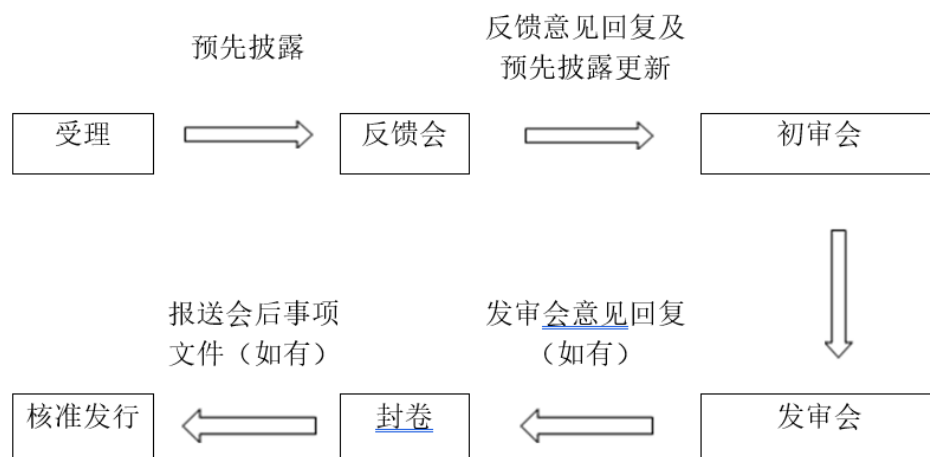 预先披露
反馈意见回复及
预先披露更新
受理
反馈会
初审会
报送会后事项
文件（如有）
发审会意见回复
（如有）
核准发行
封卷
发审会